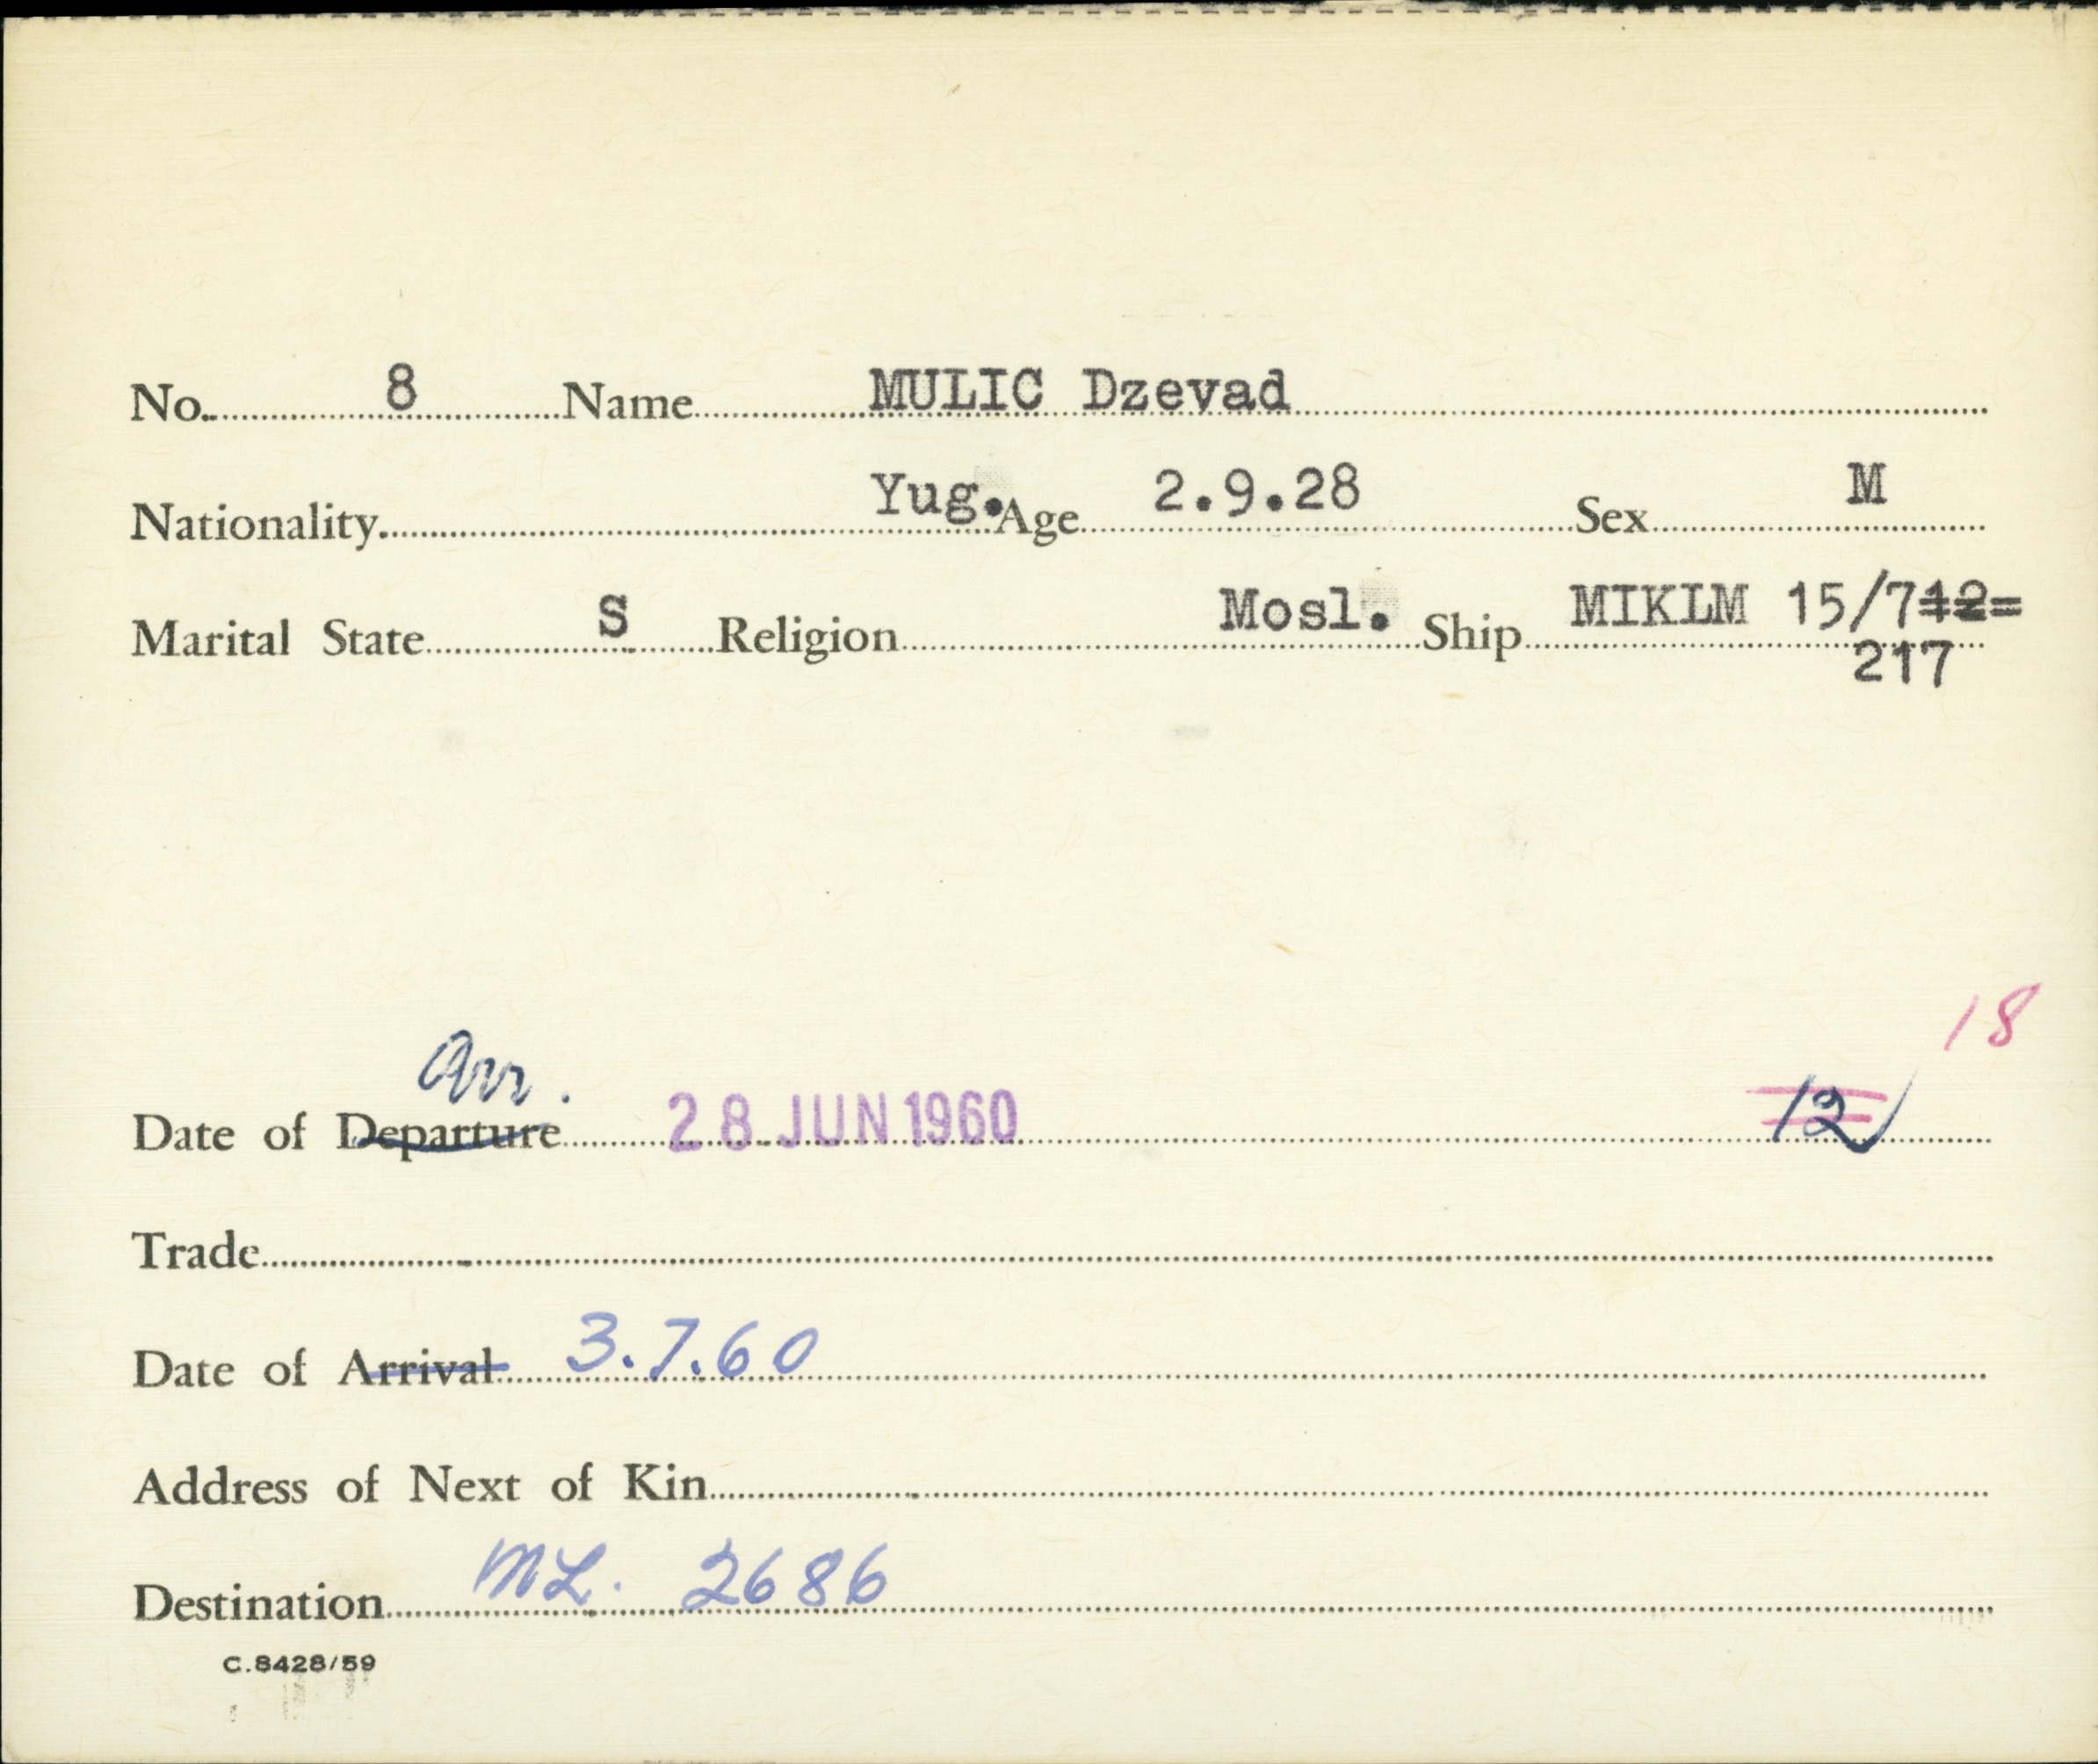 No. 8 Name MULIC Dzevad
Nationality Yug. Age 2.9.28 Sex M
Marital State S Religion Mosl. Ship MIKLM 15/712=
217
18
Arr.
Date of Departure 28 JUN 1960 12
Trade
Date of Arrival 3.7.60
Address of Next of Kin
Destination ML. 2686
C.8428/59